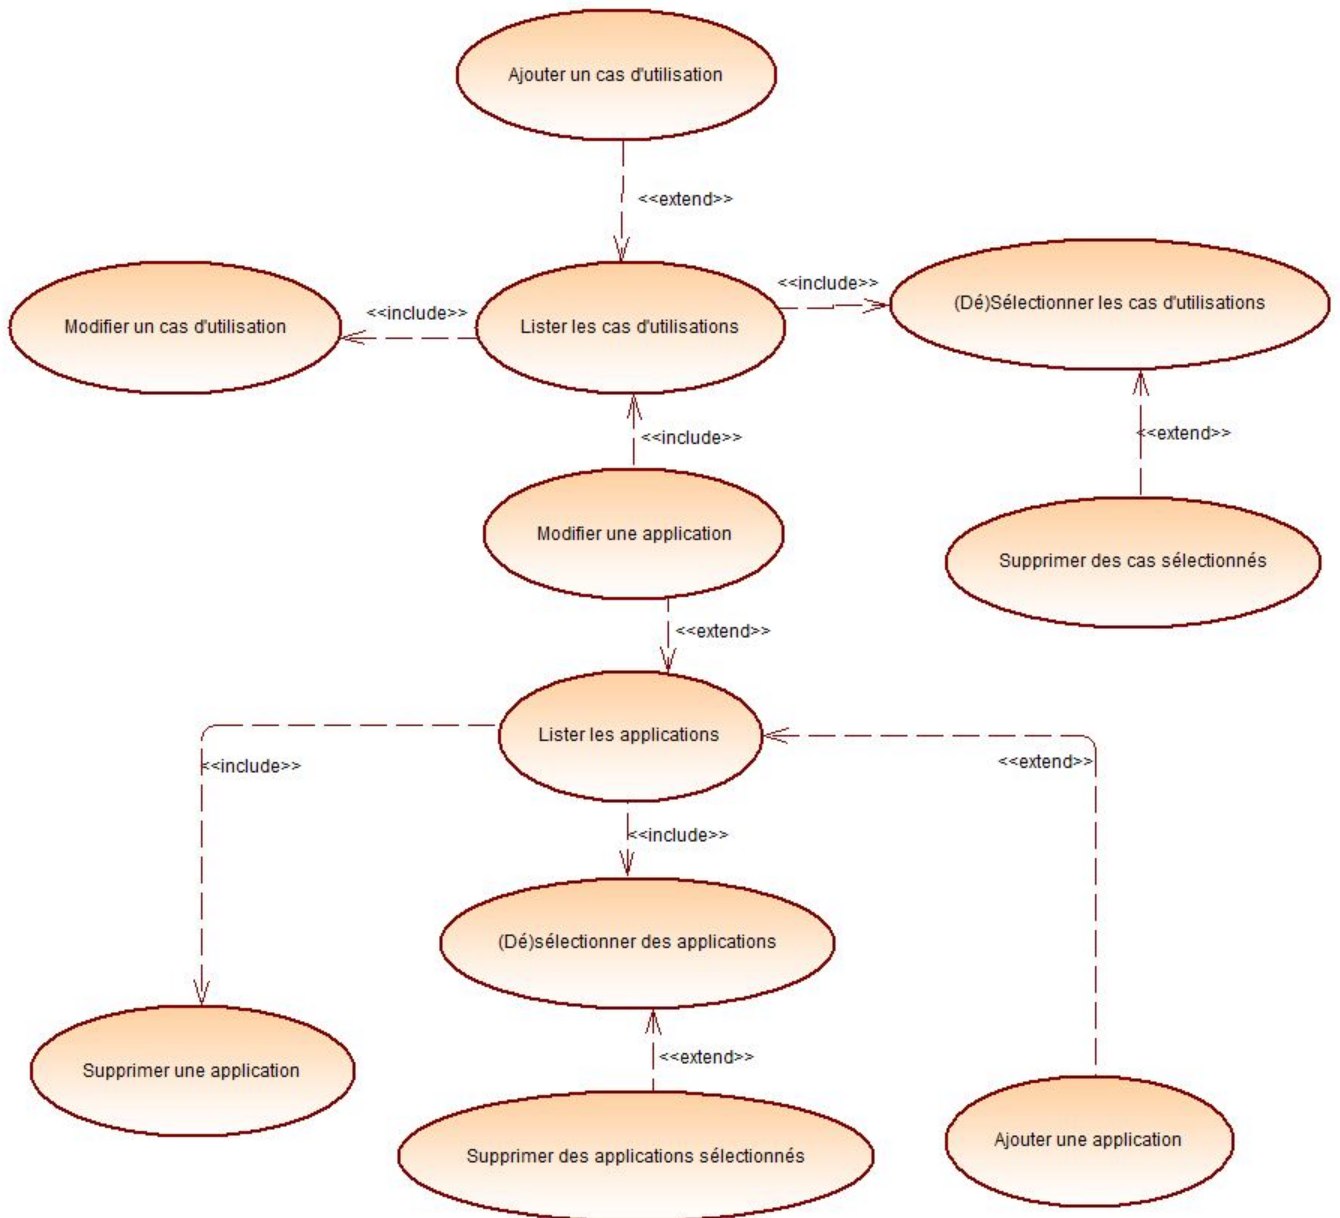 Ajouter un cas d'utilisation
<<extend>>
<<include>>
(Dé)Sélectionner les cas d'utilisations
<<include>>
Modifier un cas d'utilisation
Lister les cas d'utilisations
<<include>>
<<extend>>
Modifier une application
Supprimer des cas sélectionnés
<<extend>>
Lister les applications
<<include>>
<<extend>>
<<include>>
(Dé)sélectionner des applications
<<extend>>
Supprimer une application
Supprimer des applications sélectionnés
Ajouter une application